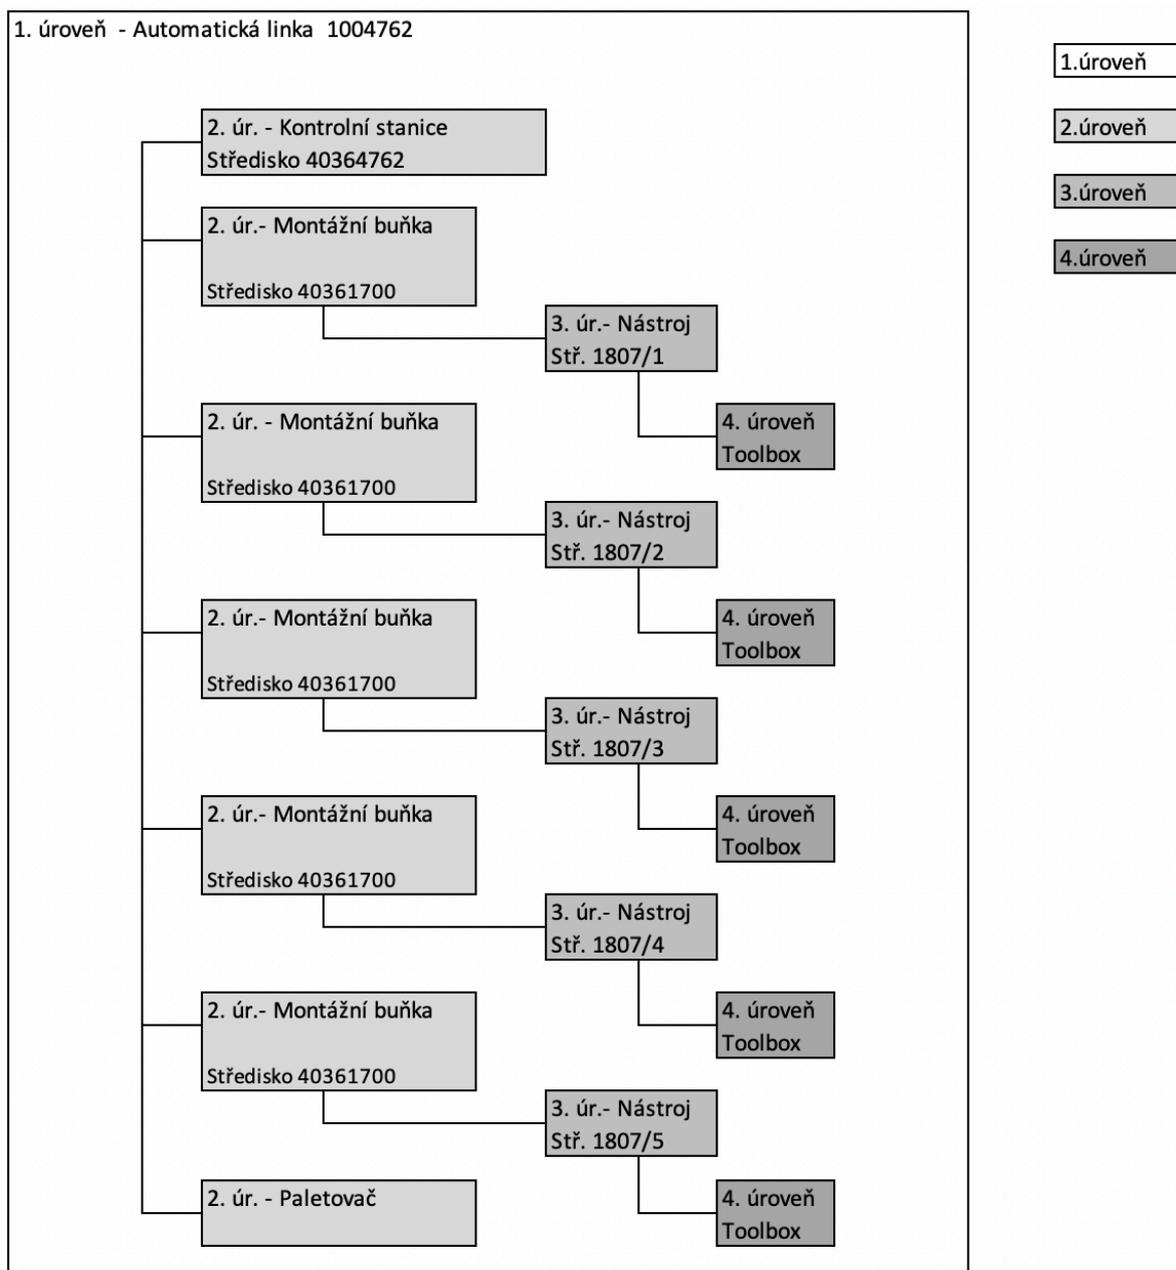 1. úroveň - Automatická linka 1004762
1.úroveň
2.úroveň
3.úroveň
4.úroveň
2. úr. - Kontrolní stanice
Středisko 40364762
2. úr.- Montážní buňka
Středisko 40361700
3. úr.- Nástroj
Stř. 1807/1
4. úroveň
Toolbox
2. úr. - Montážní buňka
Středisko 40361700
3. úr.- Nástroj
Stř. 1807/2
4. úroveň
Toolbox
2. úr.- Montážní buňka
Středisko 40361700
3. úr.- Nástroj
Stř. 1807/3
4. úroveň
Toolbox
2. úr.- Montážní buňka
Středisko 40361700
3. úr.- Nástroj
Stř. 1807/4
4. úroveň
Toolbox
2. úr.- Montážní buňka
Středisko 40361700
3. úr.- Nástroj
Stř. 1807/5
2. úr. - Paletovač
4. úroveň
Toolbox